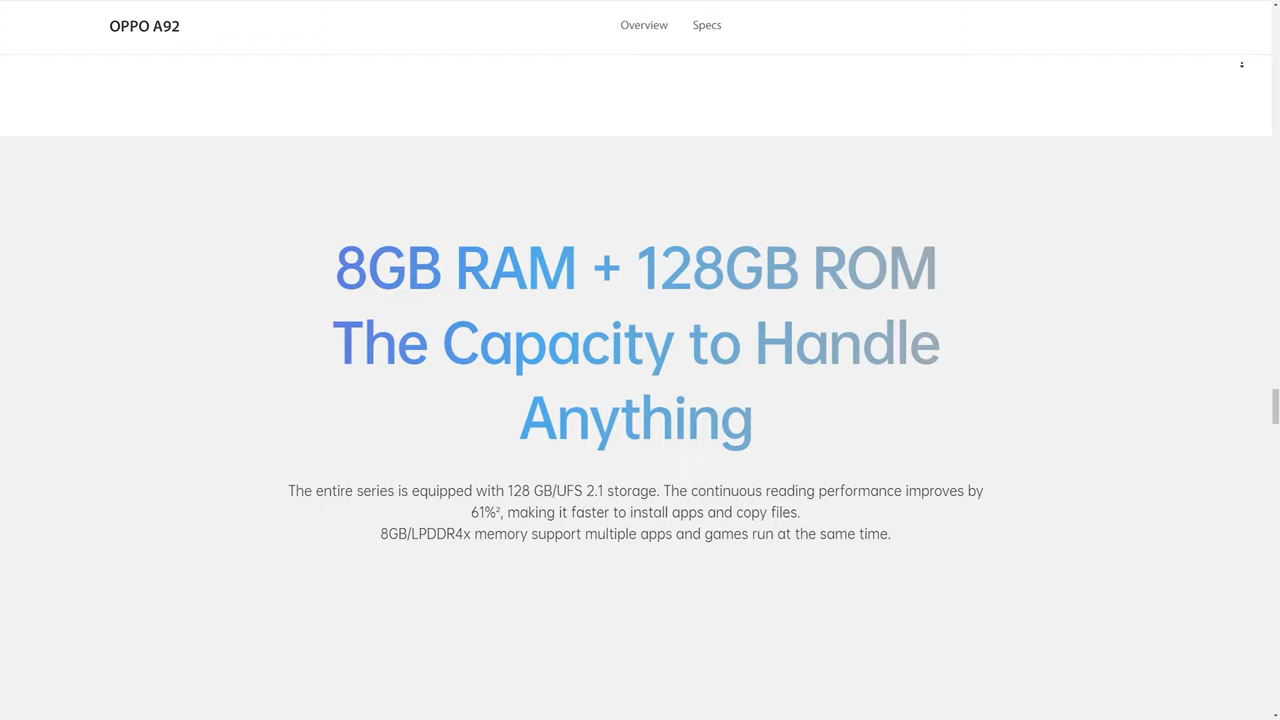 OPPO A92
Overview Specs
8GB RAM + 128GB ROM
The Capacity to Handle
Anything
The entire series is equipped with 128 GB/UFS 2.1 storage. The continuous reading performance improves by
61%², making it faster to install apps and copy files.
8GB/LPDDR4x memory support multiple apps and games run at the same time.